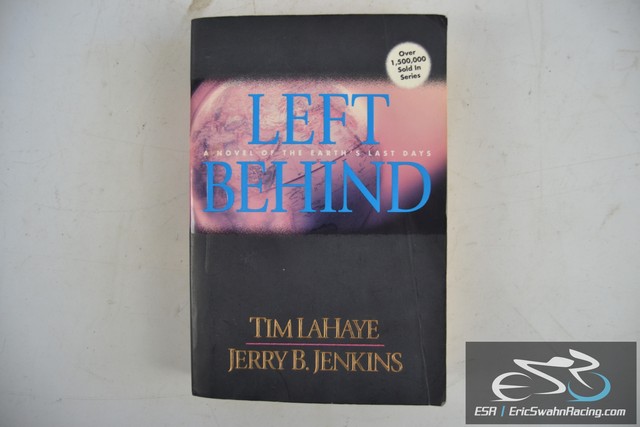 Over
1,500,000
Sold In
Series
LEFT
A NOVEL OF THE EARTH'S LAST DAYS
BEHIND
TIM LAHAYE
JERRY B. JENKINS
ESR | EricSwahnRacing.com